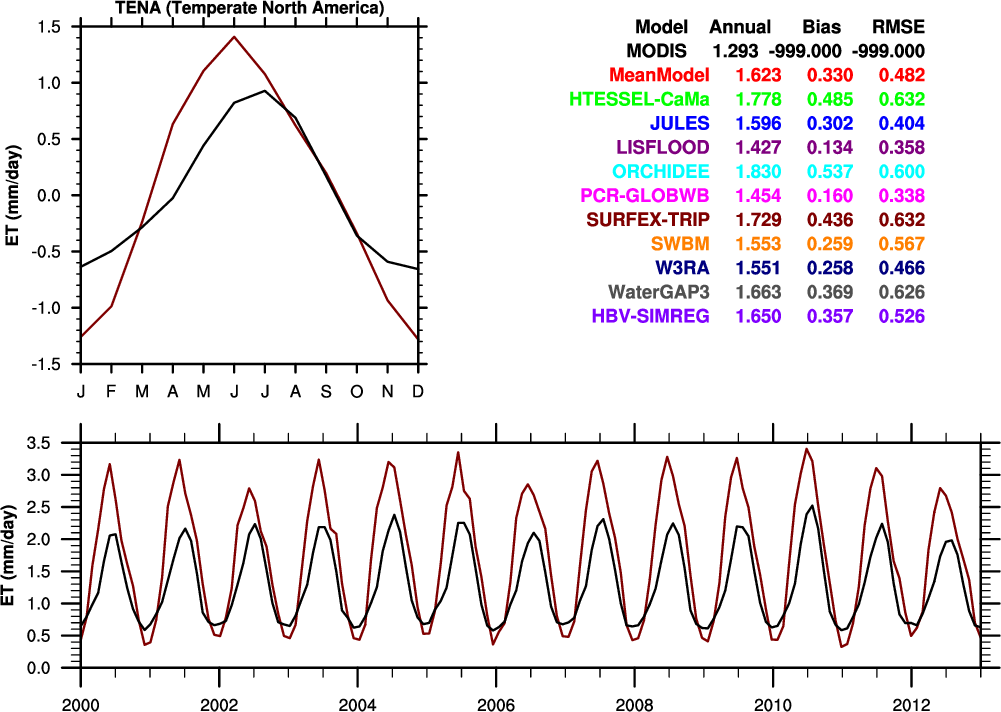 TENA (Temperate North America)
1.5
1.0
0.5
0.0
-0.5
-1.0
-1.5
ET (mm/day)
J F M A M J J A S O N D
Model Annual Bias RMSE
MODIS 1.293 -999.000 -999.000
MeanModel 1.623 0.330 0.482
HTESSEL-CaMa 1.778 0.485 0.632
JULES 1.596 0.302 0.404
LISFLOOD 1.427 0.134 0.358
ORCHIDEE 1.830 0.537 0.600
PCR-GLOBWB 1.454 0.160 0.338
SURFEX-TRIP 1.729 0.436 0.632
SWBM 1.553 0.259 0.567
W3RA 1.551 0.258 0.466
WaterGAP3 1.663 0.369 0.626
HBV-SIMREG 1.650 0.357 0.526
3.5
3.0
2.5
2.0
1.5
1.0
0.5
0.0
ET (mm/day)
2000 2002 2004 2006 2008 2010 2012